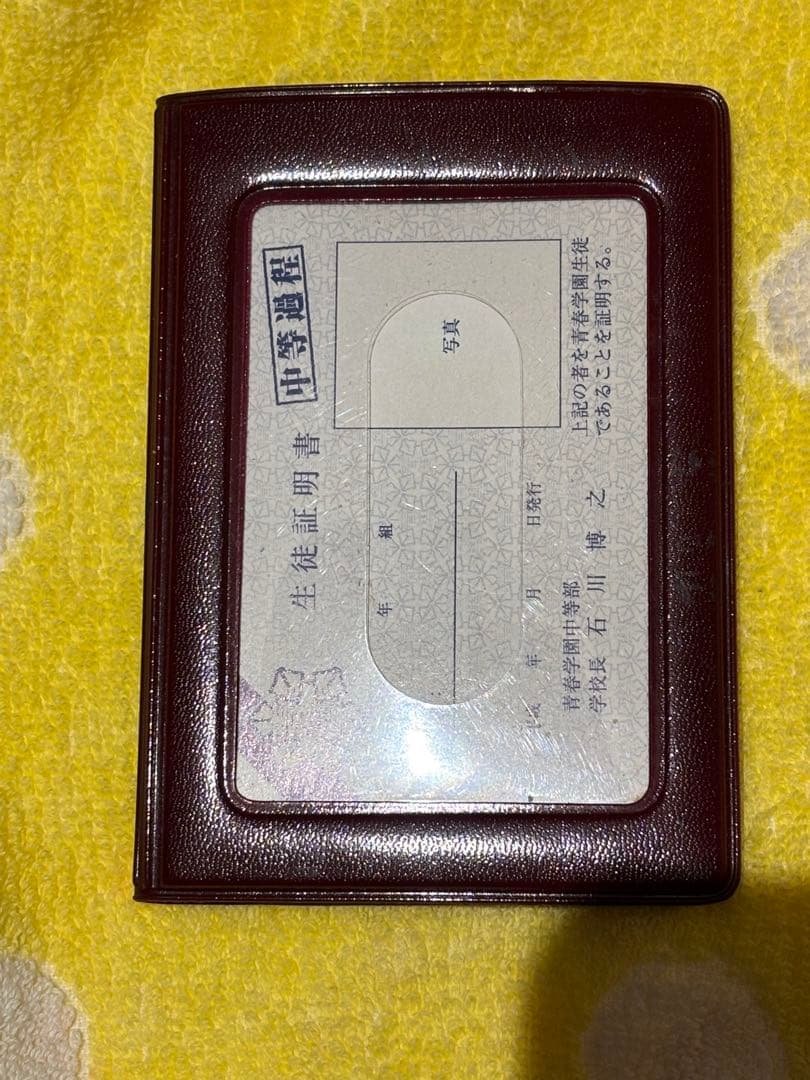 生徒証明書 中等過程
年 組
写真
年 月 日発行
上記の者を青春学園生徒
であることを証明する。
青春学園中等部
学校長 石川博之